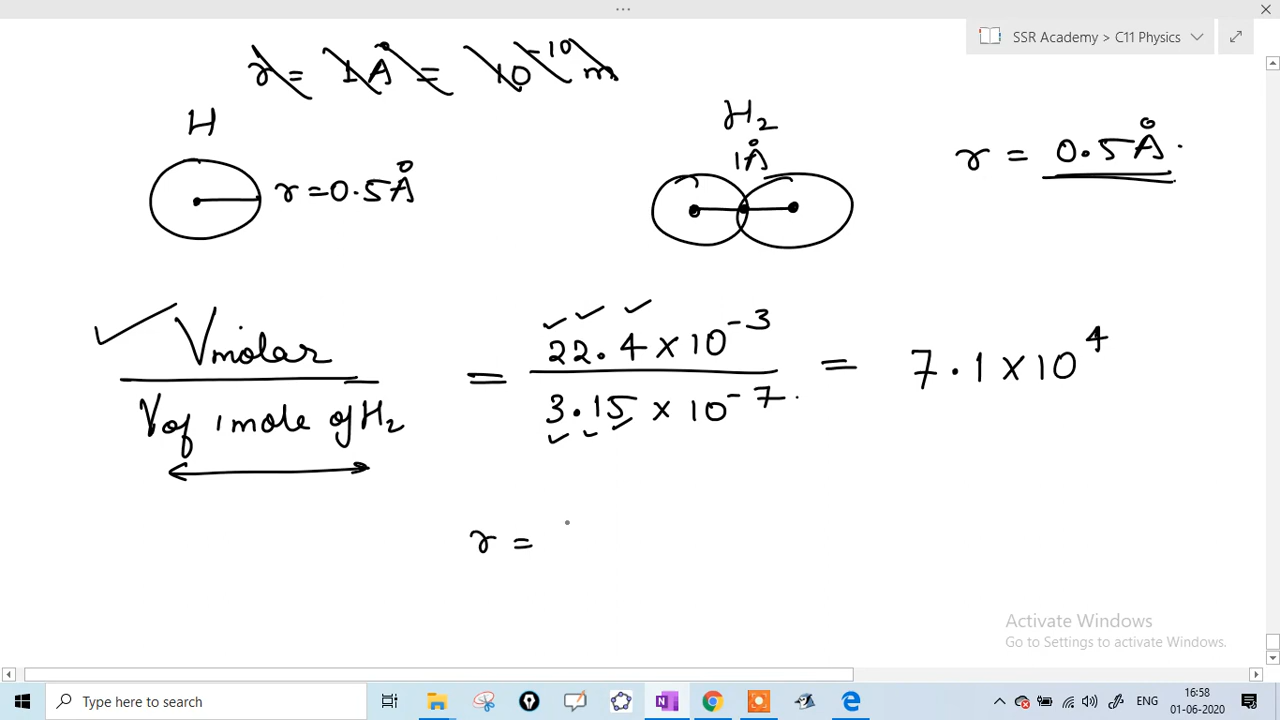 ...
SSR Academy > C11 Physics
r = 1Å = 10⁻¹⁰ m
H
r = 0.5Å
H₂
1Å
r = 0.5Å.
Vmolar / V of 1 mole of H₂ = 22.4 × 10⁻³ / 3.15 × 10⁻⁷ = 7.1 × 10⁴
r =
Activate Windows
Go to Settings to activate Windows.
Type here to search
ENG
16:58
01-06-2020